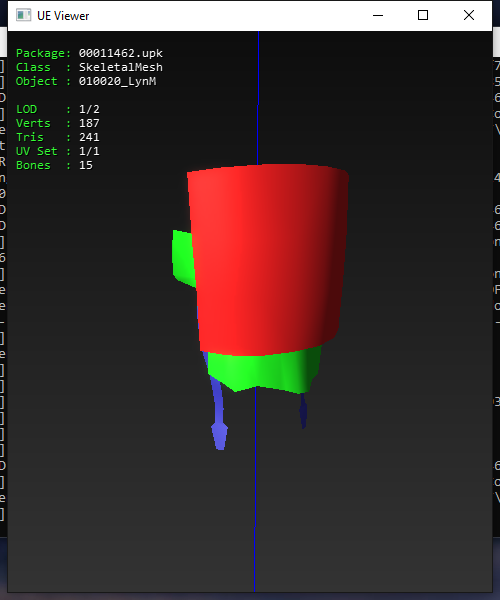 UE Viewer
Package: 00011462.upk
Class  : SkeletalMesh
Object : 010020_LynM
LOD    : 1/2
Verts  : 187
Tris   : 241
UV Set : 1/1
Bones  : 15